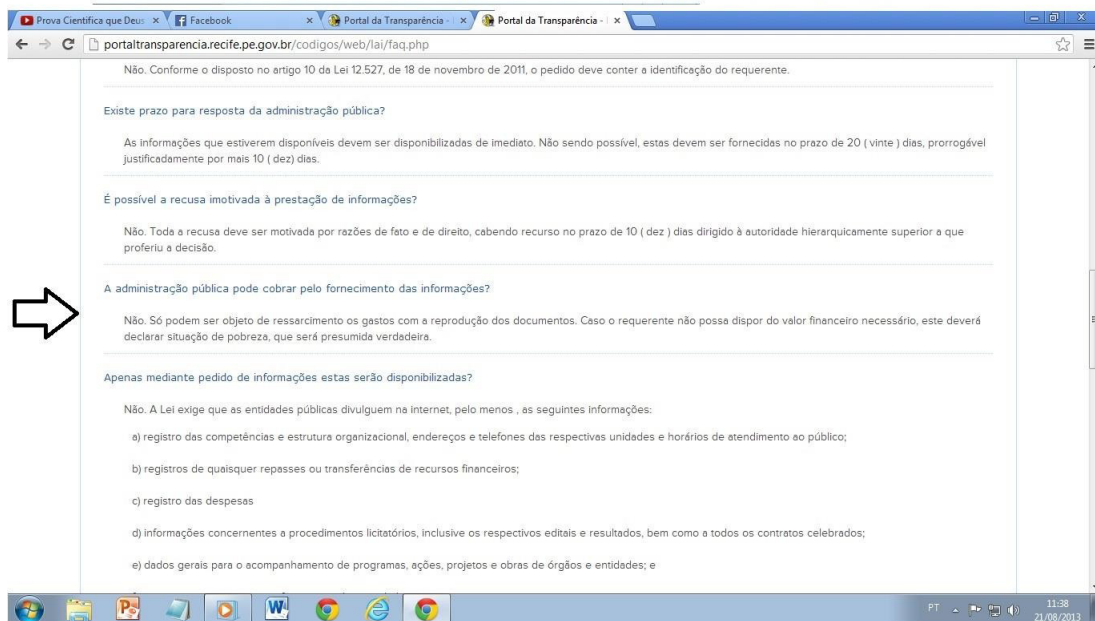 Prova Cientifica que Deus
Facebook
Portal da Transparência -
Portal da Transparência -
portaltransparencia.recife.pe.gov.br/codigos/web/lai/faq.php
Não. Conforme o disposto no artigo 10 da Lei 12.527, de 18 de novembro de 2011, o pedido deve conter a identificação do requerente.
Existe prazo para resposta da administração pública?
As informações que estiverem disponíveis devem ser disponibilizadas de imediato. Não sendo possível, estas devem ser fornecidas no prazo de 20 ( vinte ) dias, prorrogável
justificadamente por mais 10 ( dez) dias.
É possível a recusa imotivada à prestação de informações?
Não. Toda a recusa deve ser motivada por razões de fato e de direito, cabendo recurso no prazo de 10 ( dez ) dias dirigido à autoridade hierarquicamente superior a que
proferiu a decisão.
A administração pública pode cobrar pelo fornecimento das informações?
Não. Só podem ser objeto de ressarcimento os gastos com a reprodução dos documentos. Caso o requerente não possa dispor do valor financeiro necessário, este deverá
declarar situação de pobreza, que será presumida verdadeira.
Apenas mediante pedido de informações estas serão disponibilizadas?
Não. A Lei exige que as entidades públicas divulguem na internet, pelo menos , as seguintes informações:
a) registro das competências e estrutura organizacional, endereços e telefones das respectivas unidades e horários de atendimento ao público;
b) registros de quaisquer repasses ou transferências de recursos financeiros;
c) registro das despesas
d) informações concernentes a procedimentos licitatórios, inclusive os respectivos editais e resultados, bem como a todos os contratos celebrados;
e) dados gerais para o acompanhamento de programas, ações, projetos e obras de órgãos e entidades; e
PT
11:38
21/08/2013